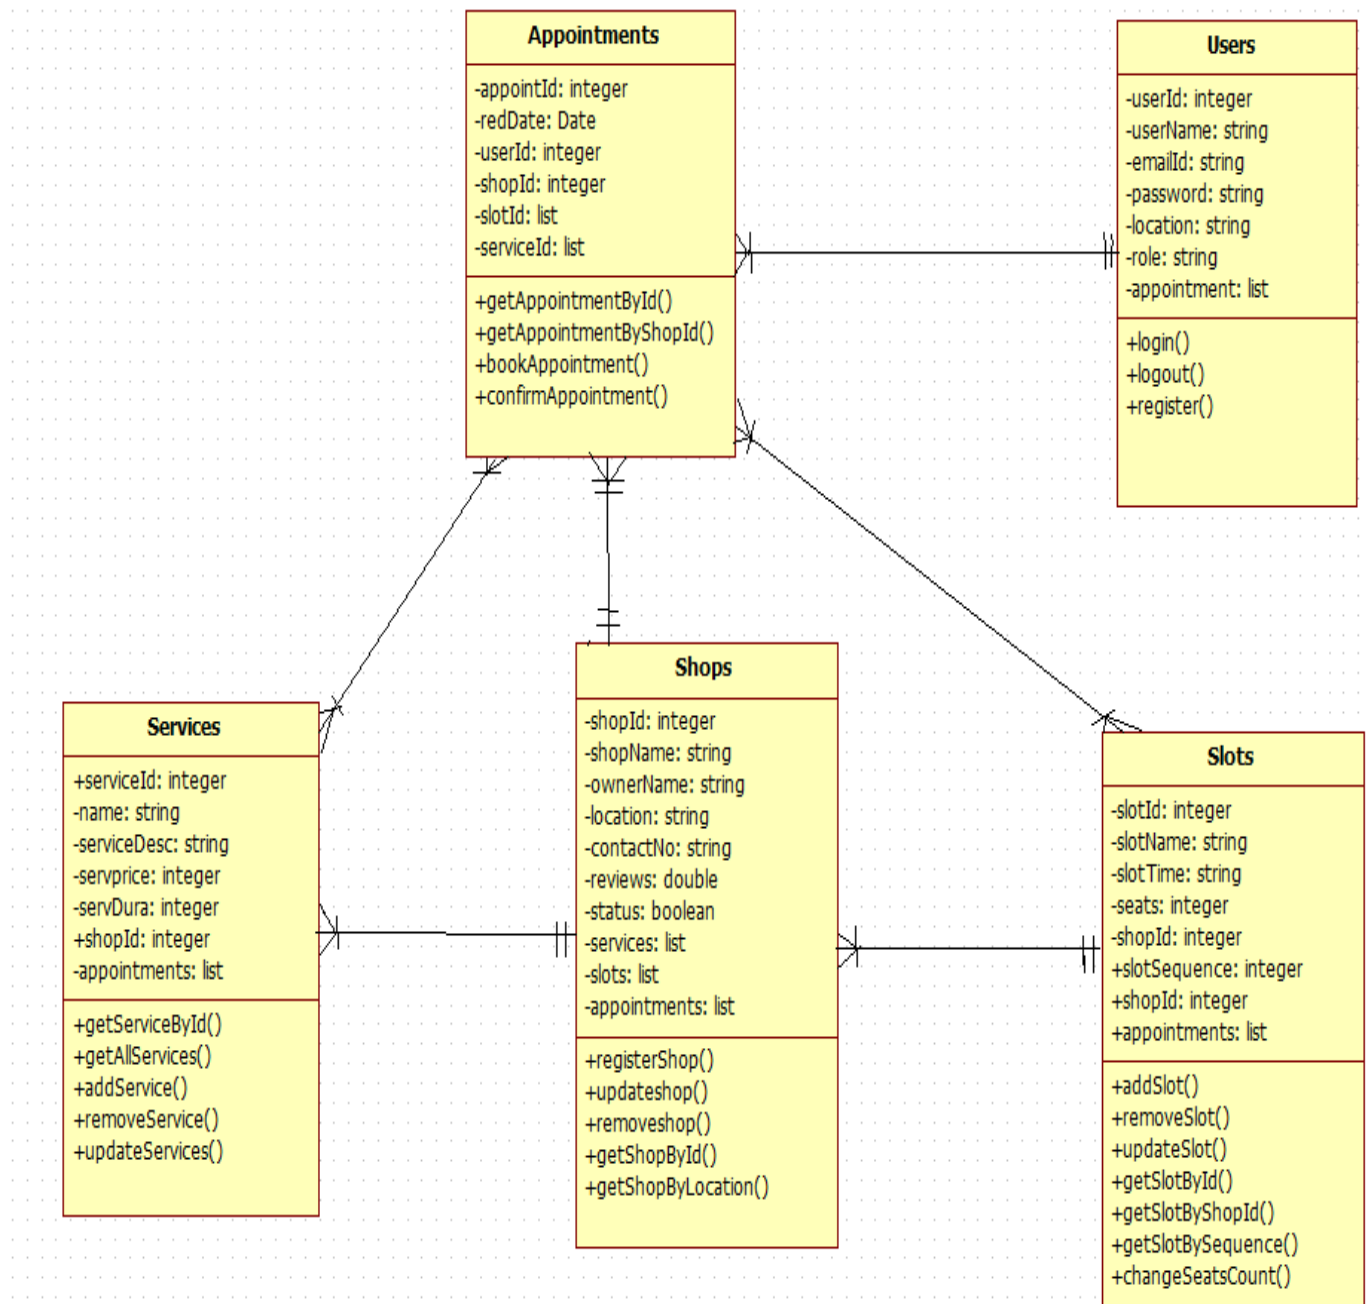 Appointments
-appointId: integer
-redDate: Date
-userId: integer
-shopId: integer
-slotId: list
-serviceId: list
+getAppointmentById()
+getAppointmentByShopId()
+bookAppointment()
+confirmAppointment()
Users
-userId: integer
-userName: string
-emailId: string
-password: string
-location: string
-role: string
-appointment: list
+login()
+logout()
+register()
Services
+serviceId: integer
-name: string
-serviceDesc: string
-servprice: integer
-servDura: integer
+shopId: integer
-appointments: list
+getServiceById()
+getAllServices()
+addService()
+removeService()
+updateServices()
Shops
-shopId: integer
-shopName: string
-ownerName: string
-location: string
-contactNo: string
-reviews: double
-status: boolean
-services: list
-slots: list
-appointments: list
+registerShop()
+updateshop()
+removeshop()
+getShopById()
+getShopByLocation()
Slots
-slotId: integer
-slotName: string
-slotTime: string
-seats: integer
-shopId: integer
+slotSequence: integer
+shopId: integer
+appointments: list
+addSlot()
+removeSlot()
+updateSlot()
+getSlotById()
+getSlotByShopId()
+getSlotBySequence()
+changeSeatsCount()